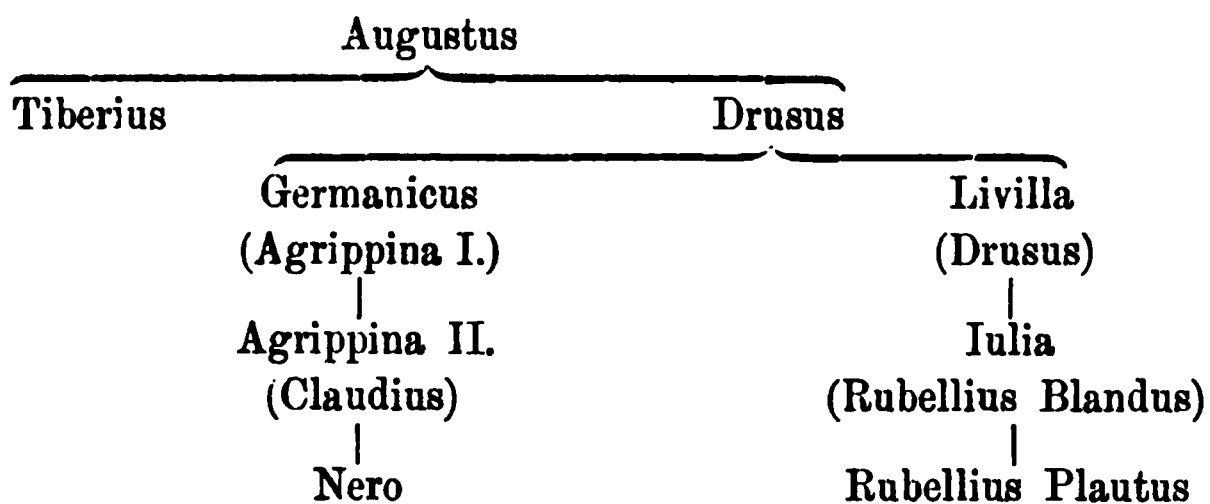 Augustus
Tiberius Drusus
Germanicus Livilla
(Agrippina I.) (Drusus)
Agrippina II. Iulia
(Claudius) (Rubellius Blandus)
Nero Rubellius Plautus